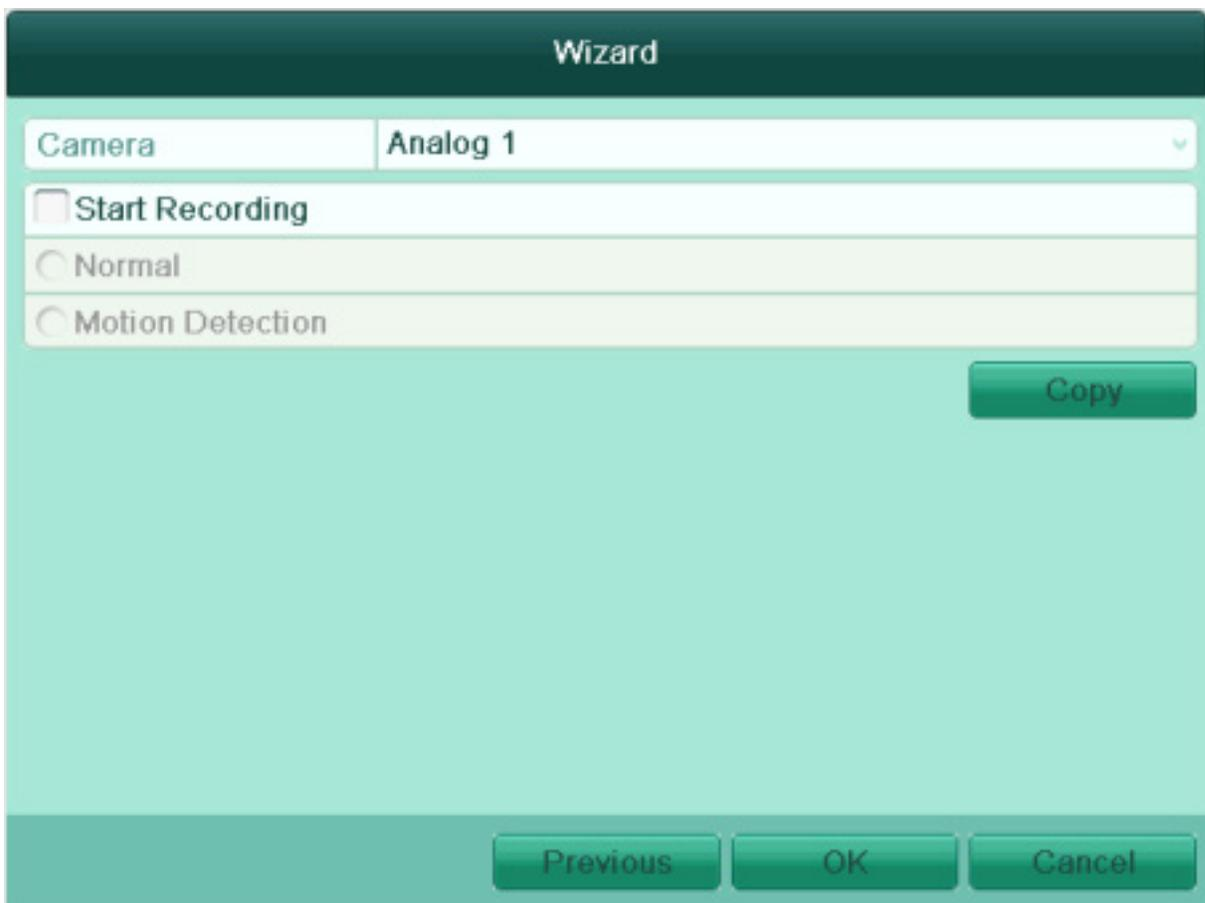 Wizard
Camera Analog 1
Start Recording
Normal
Motion Detection
Copy
Previous OK Cancel